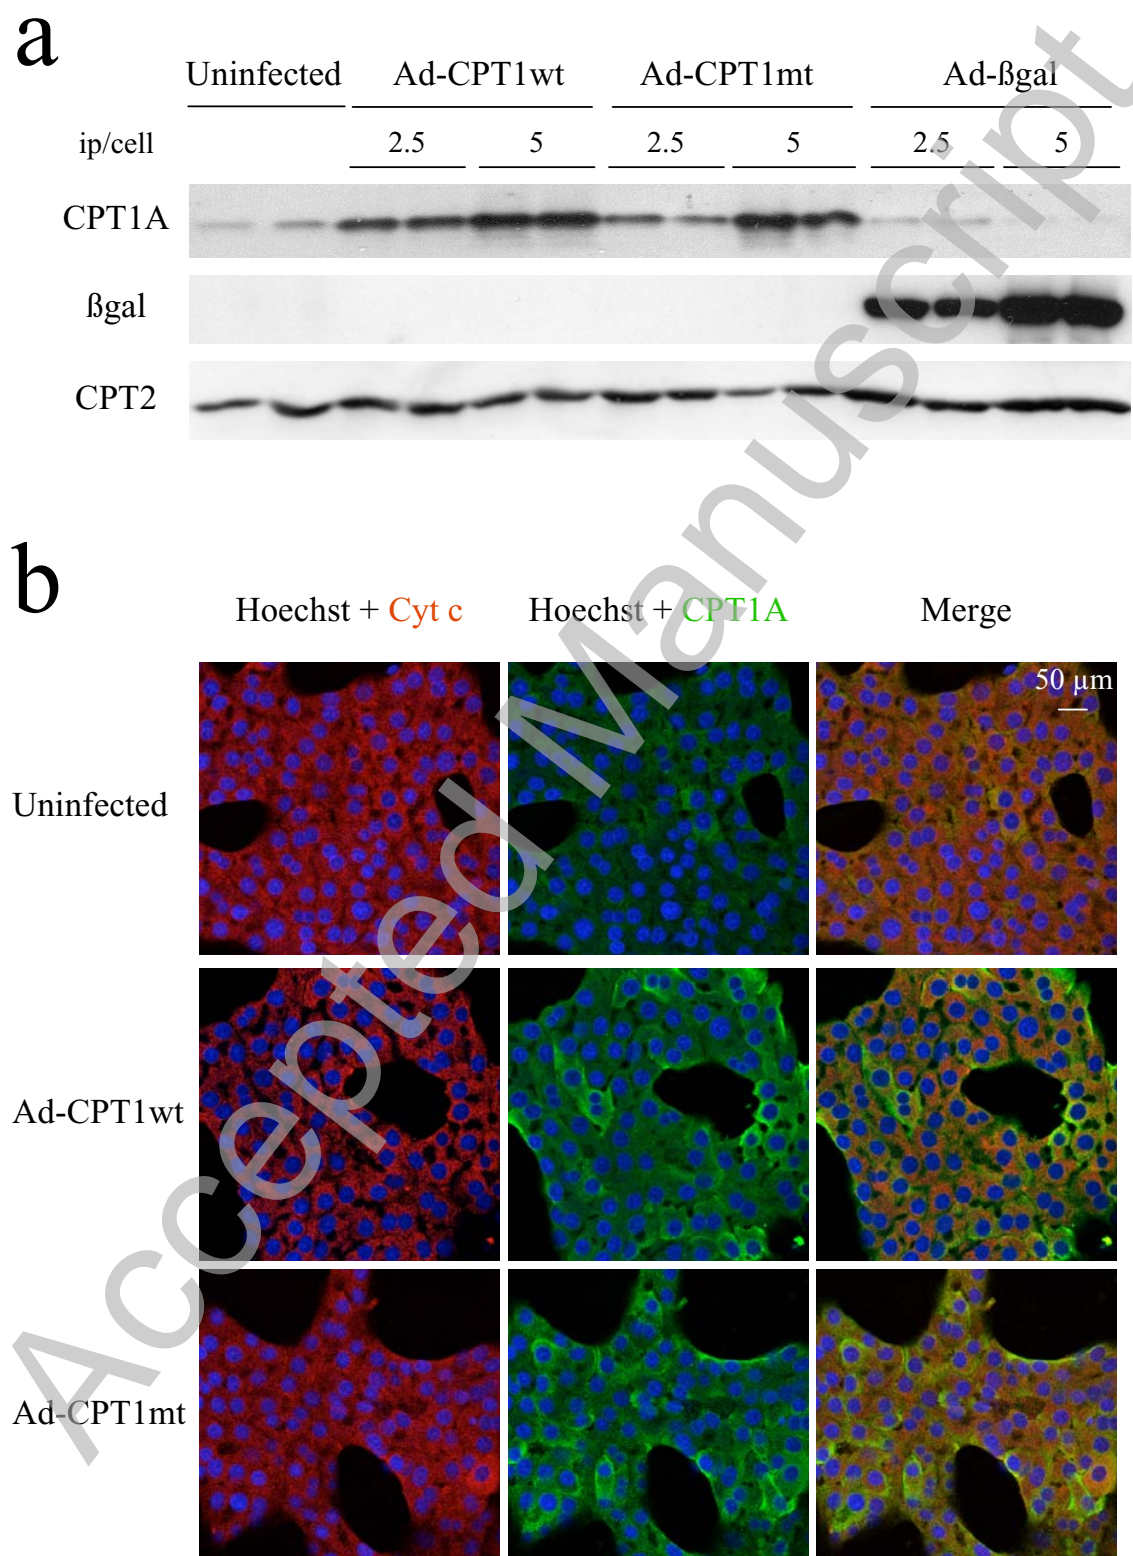 a
Uninfected Ad-CPT1wt Ad-CPT1mt Ad-ßgal
ip/cell 2.5 5 2.5 5 2.5 5
CPT1A
ßgal
CPT2
b
Hoechst + Cyt c Hoechst + CPT1A Merge
50 µm
Uninfected
Ad-CPT1wt
Ad-CPT1mt
Accepted Manuscript